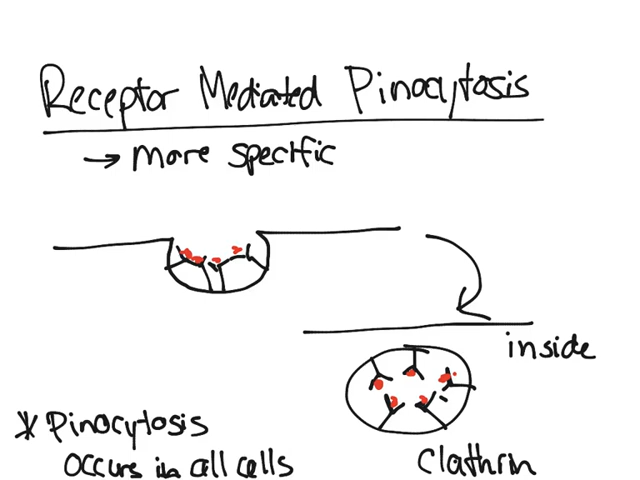 Receptor Mediated Pinocytosis
→ More specific
inside
* Pinocytosis
occurs in all cells
Clathrin